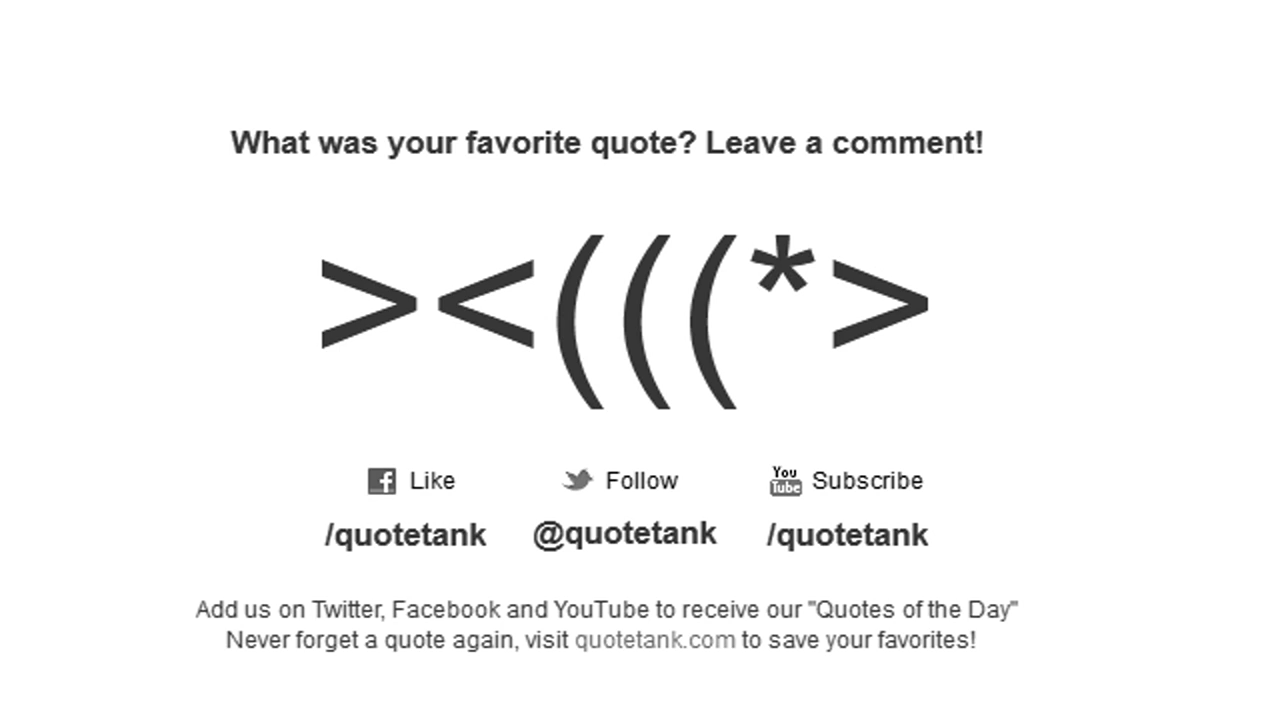 What was your favorite quote? Leave a comment!
><(((*>
f Like Follow You Tube Subscribe
/quotetank @quotetank /quotetank
Add us on Twitter, Facebook and YouTube to receive our "Quotes of the Day"
Never forget a quote again, visit quotetank.com to save your favorites!